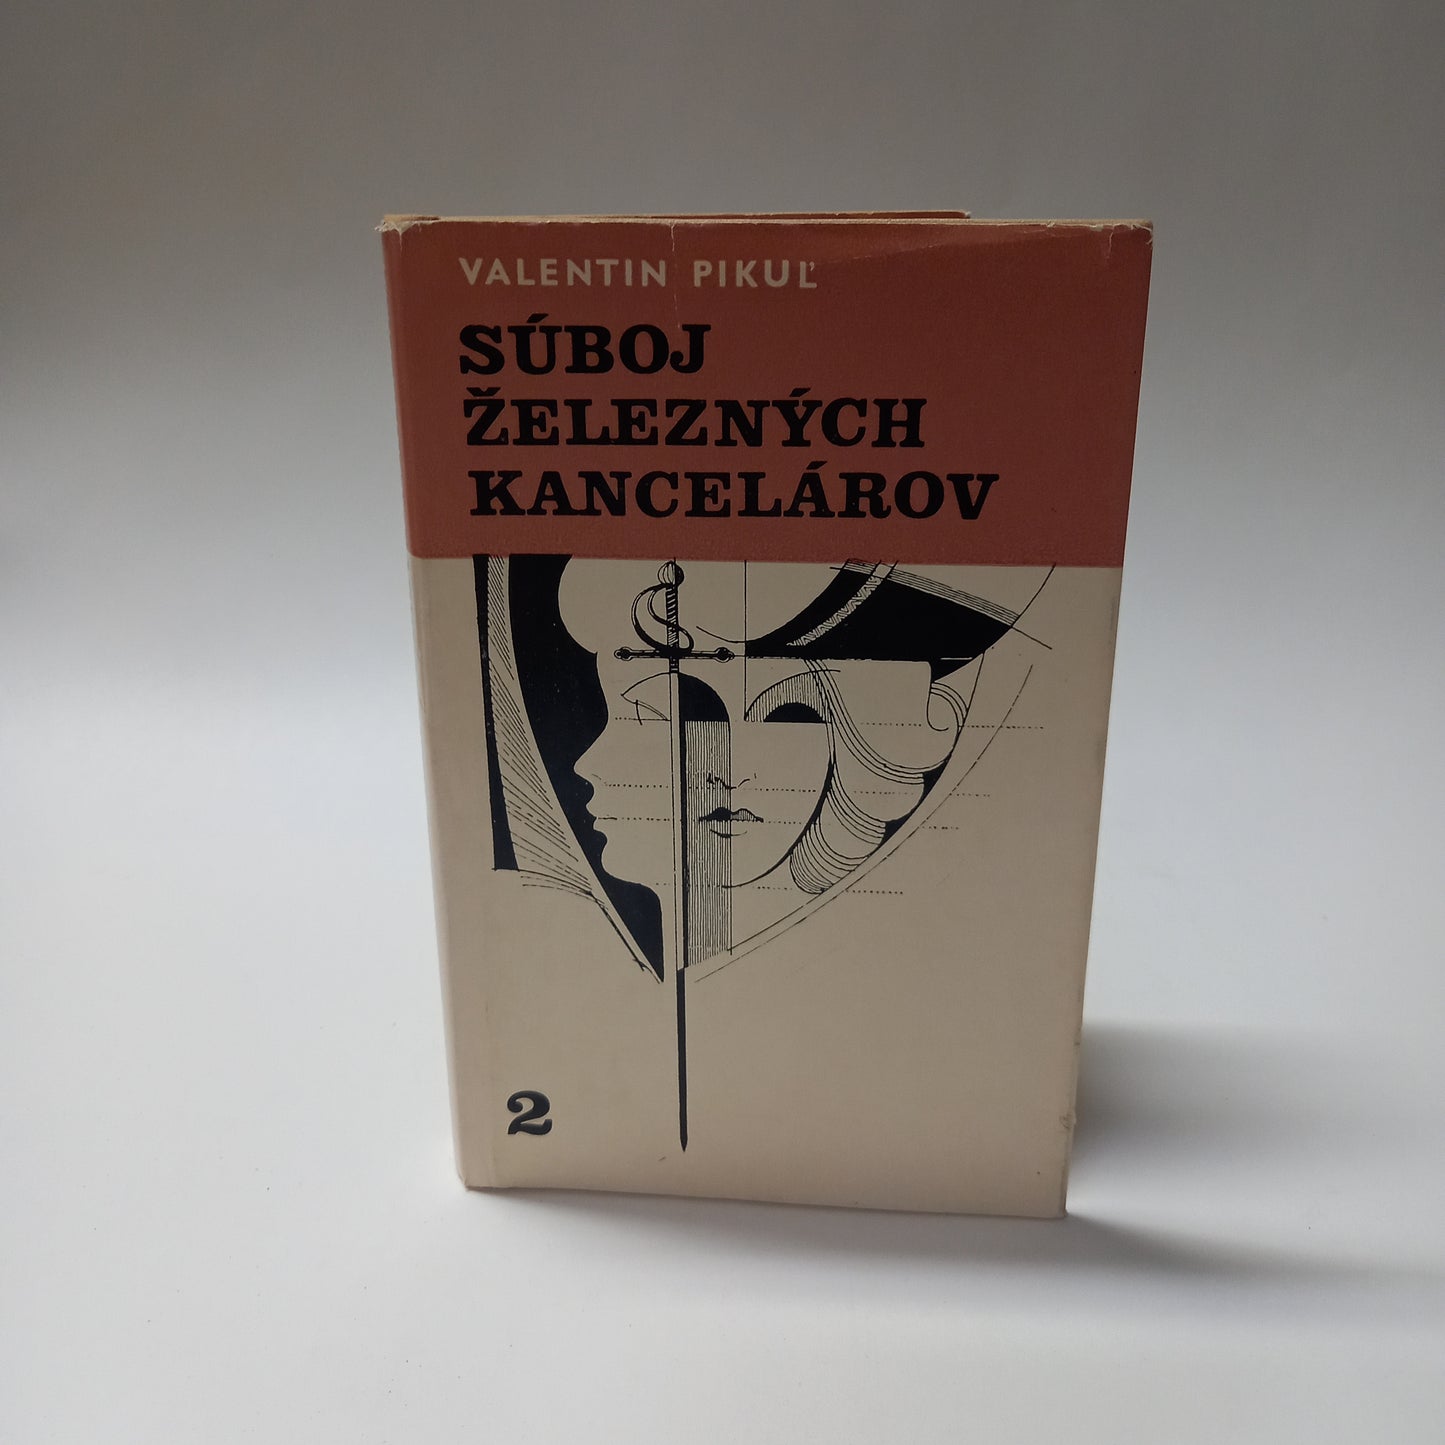 VALENTIN PIKUĽ
SÚBOJ
ŽELEZNÝCH
KANCELÁROV
2